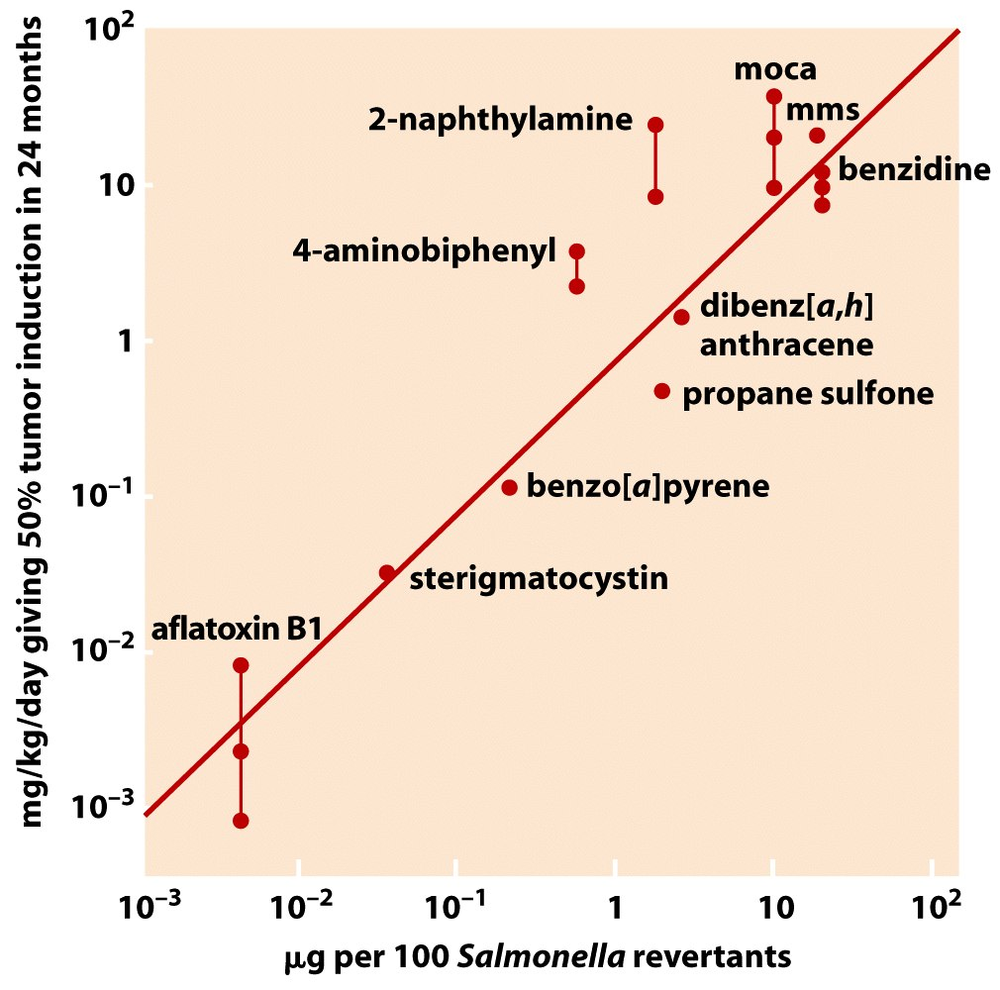 mg/kg/day giving 50% tumor induction in 24 months
10²
10
1
10⁻¹
10⁻²
10⁻³
moca
mms
2-naphthylamine
benzidine
4-aminobiphenyl
dibenz[a,h]
anthracene
propane sulfone
benzo[a]pyrene
sterigmatocystin
aflatoxin B1
10⁻³ 10⁻² 10⁻¹ 1 10 10²
μg per 100 Salmonella revertants